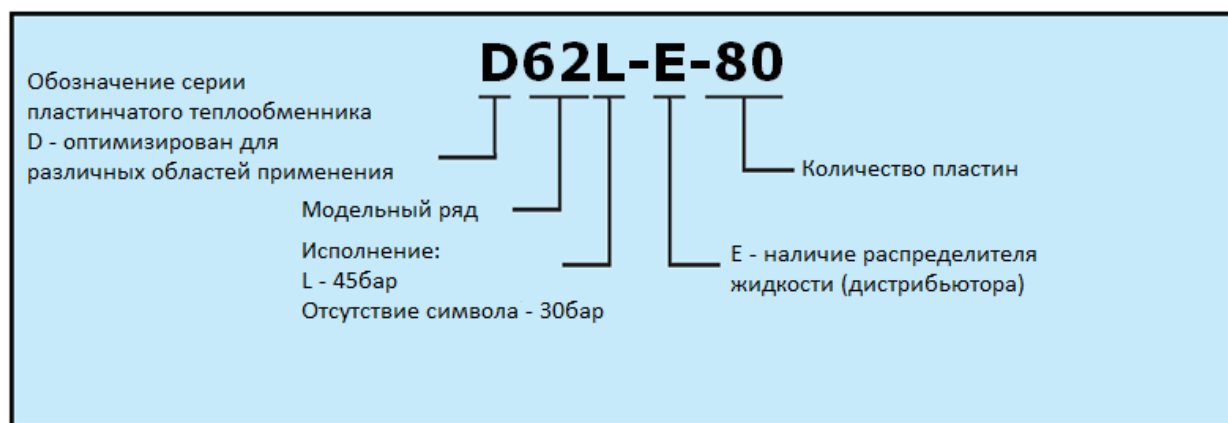 D62L-E-80
Обозначение серии
пластинчатого теплообменника
D - оптимизирован для
различных областей применения
Количество пластин
Модельный ряд
Исполнение:
L - 45бар
Отсутствие символа - 30бар
E - наличие распределителя
жидкости (дистрибьютора)